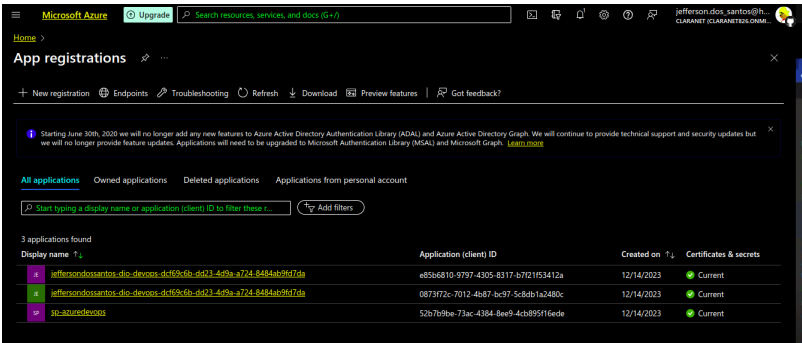 Microsoft Azure
Upgrade
Search resources, services, and docs (G+/)
jefferson.dos_santos@h...
CLARANET (CLARANET826.ONMI...
Home >
App registrations
...
New registration
Endpoints
Troubleshooting
Refresh
Download
Preview features
Got feedback?
Starting June 30th, 2020 we will no longer add any new features to Azure Active Directory Authentication Library (ADAL) and Azure Active Directory Graph. We will continue to provide technical support and security updates but
we will no longer provide feature updates. Applications will need to be upgraded to Microsoft Authentication Library (MSAL) and Microsoft Graph. Learn more
All applications Owned applications Deleted applications Applications from personal account
Start typing a display name or application (client) ID to filter these r...
Add filters
3 applications found
Display name Application (client) ID Created on Certificates & secrets
JE jeffersondossantos-dio-devops-dcf69c6b-dd23-4d9a-a724-8484ab9fd7da e85b6810-9797-4305-8317-b7f21f53412a 12/14/2023 Current
JE jeffersondossantos-dio-devops-dcf69c6b-dd23-4d9a-a724-8484ab9fd7da 0873f72c-7012-4b87-bc97-5c8db1a2480c 12/14/2023 Current
SP sp-azuredevops 52b7b9be-73ac-4384-8ee9-4cb895f16ede 12/14/2023 Current